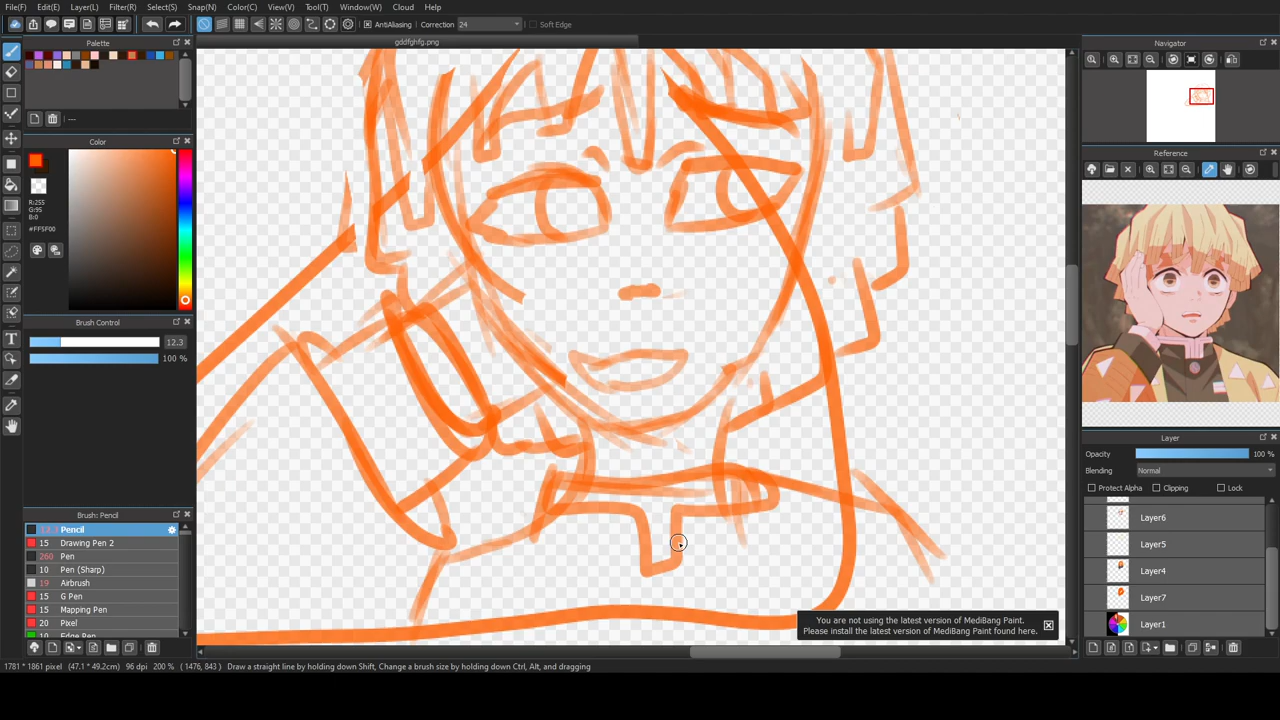 File(F) Edit(E) Layer(L) Filter(R) Select(S) Snap(N) Color(C) View(V) Tool(T) Window(W) Cloud Help
AntiAliasing Correction 24 Soft Edge
Palette
gddfghfg.png
Navigator
---
Color
R:255
G:95
B:0
#FF5F00
Reference
Brush Control
12.3
100 %
Layer
Opacity 100 %
Blending Normal
Protect Alpha Clipping Lock
Layer6
Layer5
Layer4
Layer7
Layer1
Brush: Pencil
12.3 Pencil
15 Drawing Pen 2
260 Pen
10 Pen (Sharp)
19 Airbrush
15 G Pen
15 Mapping Pen
20 Pixel
10 Edge Pen
You are not using the latest version of MediBang Paint.
Please install the latest version of MediBang Paint found here.
1781 * 1861 pixel (47.1 * 49.2cm) 96 dpi 200 % ( 1476, 843 ) Draw a straight line by holding down Shift, Change a brush size by holding down Ctrl, Alt, and dragging